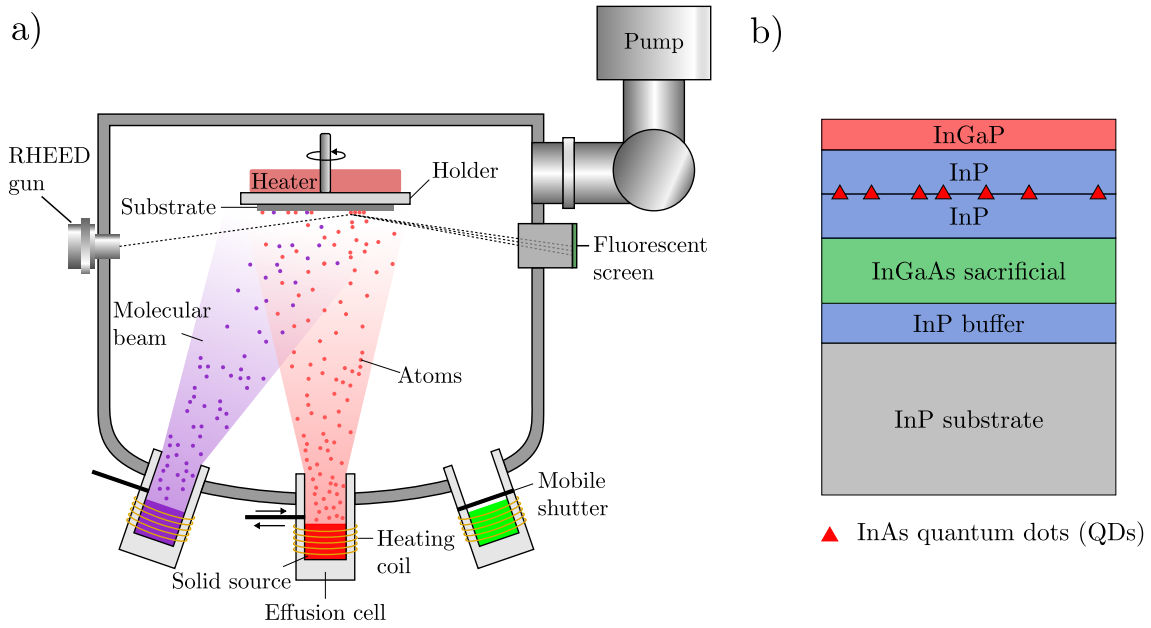 a)
Pump
b)
RHEED
gun
Heater
Holder
Substrate
Fluorescent
screen
Molecular
beam
Atoms
Mobile
shutter
Heating
coil
Solid source
Effusion cell
InGaP
InP
InP
InGaAs sacrificial
InP buffer
InP substrate
InAs quantum dots (QDs)